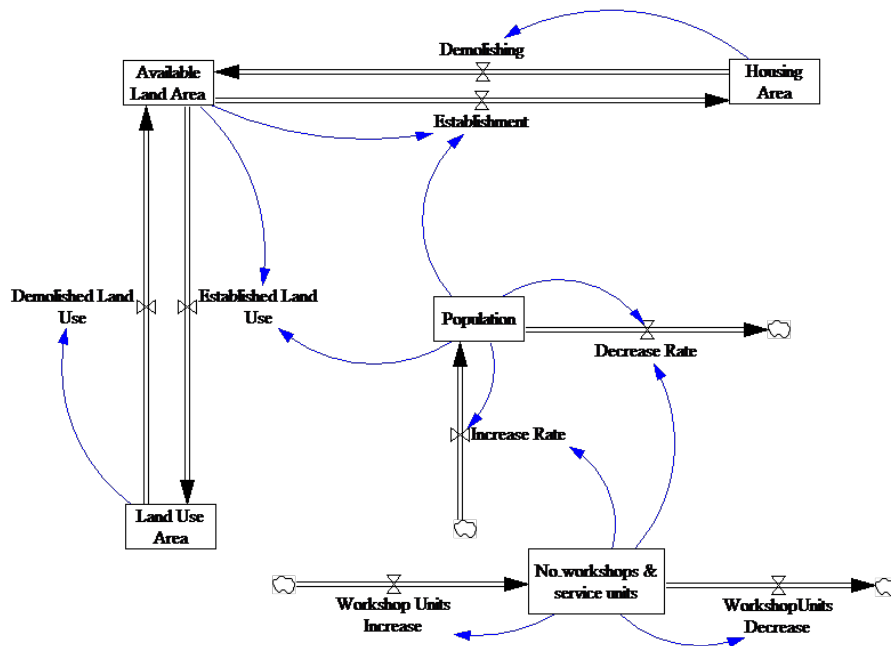 Demolishing
Available
Land Area
Housing
Area
Establishment
Demolished Land
Use
Established Land
Use
Population
Decrease Rate
Increase Rate
Land Use
Area
No.workshops &
service units
Workshop Units
Increase
WorkshopUnits
Decrease